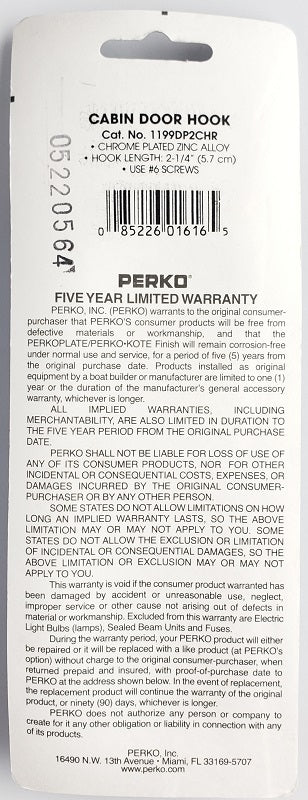 CABIN DOOR HOOK
Cat. No. 1199DP2CHR
• CHROME PLATED ZINC ALLOY
• HOOK LENGTH: 2-1/4" (5.7 cm)
• USE #6 SCREWS
05220564
0 85226 01616 5
PERKO®
FIVE YEAR LIMITED WARRANTY
PERKO, INC. (PERKO) warrants to the original consumer-
purchaser that PERKO'S consumer products will be free from
defective materials or workmanship, and that the
PERKOPLATE/PERKO•KOTE Finish will remain corrosion-free
under normal use and service, for a period of five (5) years from
the original purchase date. Products installed as original
equipment by a boat builder or manufacturer are limited to one (1)
year or the duration of the manufacturer's general accessory
warranty, whichever is longer.
ALL IMPLIED WARRANTIES, INCLUDING
MERCHANTABILITY, ARE ALSO LIMITED IN DURATION TO
THE FIVE YEAR PERIOD FROM THE ORIGINAL PURCHASE
DATE.
PERKO SHALL NOT BE LIABLE FOR LOSS OF USE OF
ANY OF ITS CONSUMER PRODUCTS, NOR FOR OTHER
INCIDENTAL OR CONSEQUENTIAL COSTS, EXPENSES, OR
DAMAGES INCURRED BY THE ORIGINAL CONSUMER-
PURCHASER OR BY ANY OTHER PERSON.
SOME STATES DO NOT ALLOW LIMITATIONS ON HOW
LONG AN IMPLIED WARRANTY LASTS, SO THE ABOVE
LIMITATION MAY OR MAY NOT APPLY TO YOU. SOME
STATES DO NOT ALLOW THE EXCLUSION OR LIMITATION
OF INCIDENTAL OR CONSEQUENTIAL DAMAGES, SO THE
ABOVE LIMITATION OR EXCLUSION MAY OR MAY NOT
APPLY TO YOU.
This warranty is void if the consumer product warranted has
been damaged by accident or unreasonable use, neglect,
improper service or other cause not arising out of defects in
material or workmanship. Excluded from this warranty are Electric
Light Bulbs (lamps), Sealed Beam Units and Fuses.
During the warranty period, your PERKO product will either
be repaired or it will be replaced with a like product (at PERKO's
option) without charge to the original consumer-purchaser, when
returned prepaid and insured, with proof-of-purchase date to
PERKO at the address shown below. In the event of replacement,
the replacement product will continue the warranty of the original
product, or ninety (90) days, whichever is longer.
PERKO does not authorize any person or company to
create for it any other obligation or liability in connection with any
of its products.
PERKO, Inc.
16490 N.W. 13th Avenue • Miami, FL 33169-5707
www.perko.com